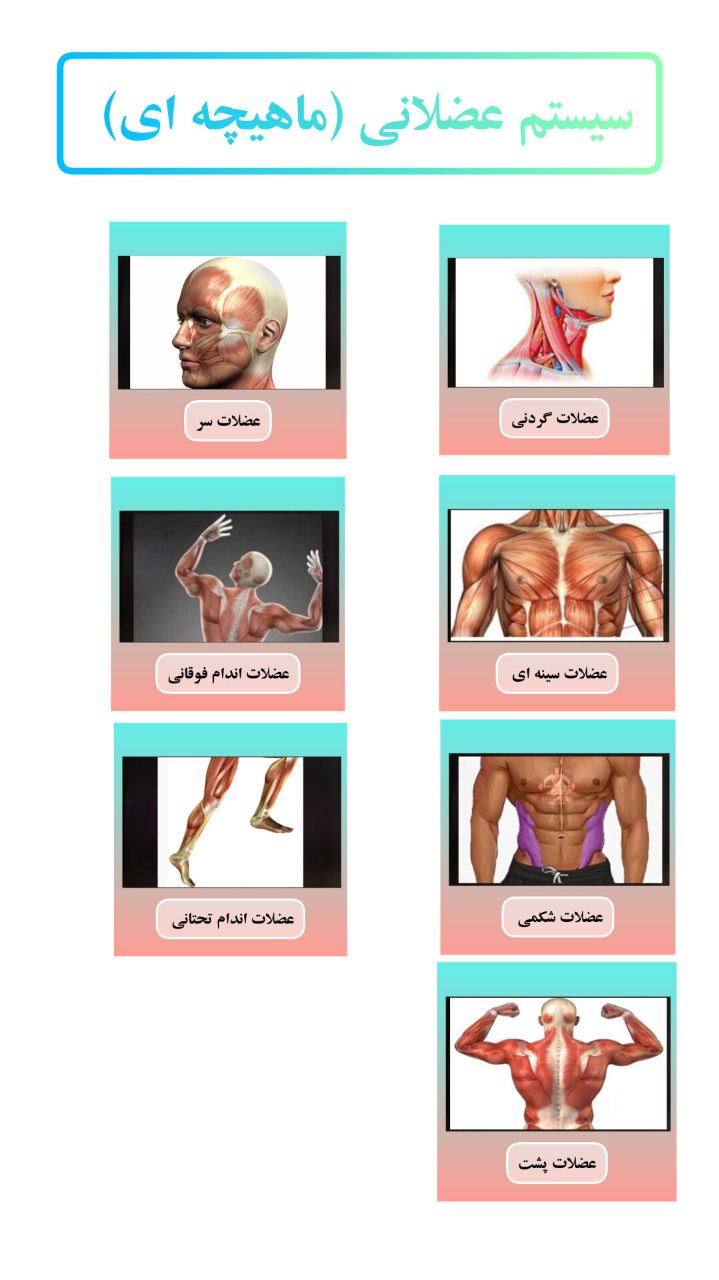 سیستم عضلانی (ماهیچه ای)
عضلات گردنی
عضلات سر
عضلات سینه ای
عضلات اندام فوقانی
عضلات شکمی
عضلات اندام تحتانی
عضلات پشت